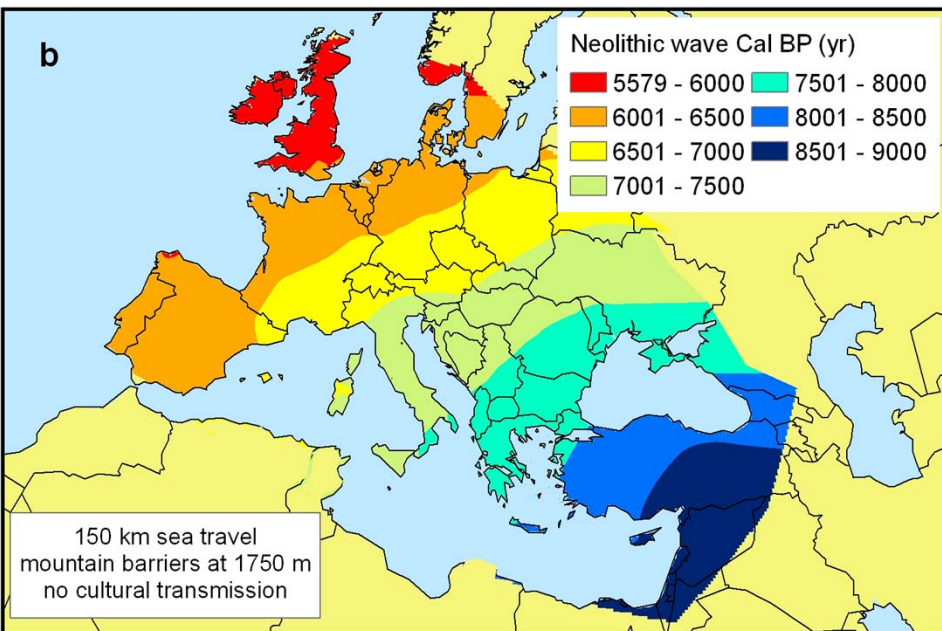 b
Neolithic wave Cal BP (yr)
5579 - 6000
7501 - 8000
6001 - 6500
8001 - 8500
6501 - 7000
8501 - 9000
7001 - 7500
150 km sea travel
mountain barriers at 1750 m
no cultural transmission